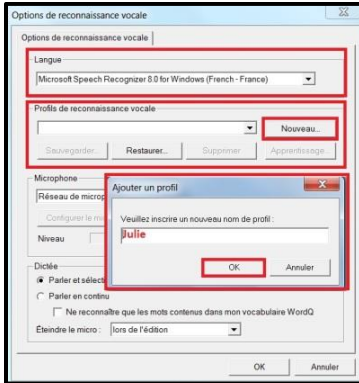 Options de reconnaissance vocale
Options de reconnaissance vocale
Langue
Microsoft Speech Recognizer 8.0 for Windows (French - France)
Profils de reconnaissance vocale
Nouveau...
Sauvegarder... Restaurer... Supprimer Apprentissage...
Microphone
Réseau de microp
Configurer le mi
Niveau
Ajouter un profil
Veuillez inscrire un nouveau nom de profil :
Julie
OK Annuler
Dictée
Parler et sélect
Parler en continu
Ne reconnaître que les mots contenus dans mon vocabulaire WordQ
Éteindre le micro : lors de l'édition
OK Annuler